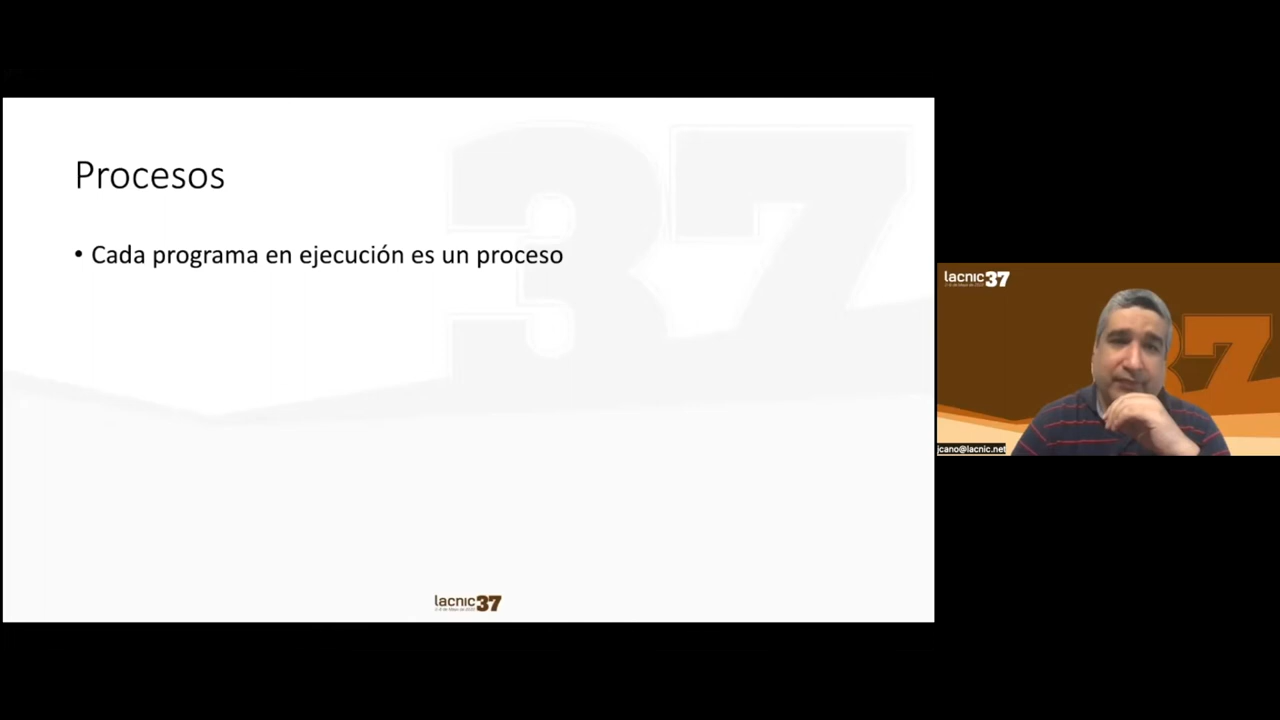 Procesos
• Cada programa en ejecución es un proceso
lacnic37
lacnic37
jcano@lacnic.net